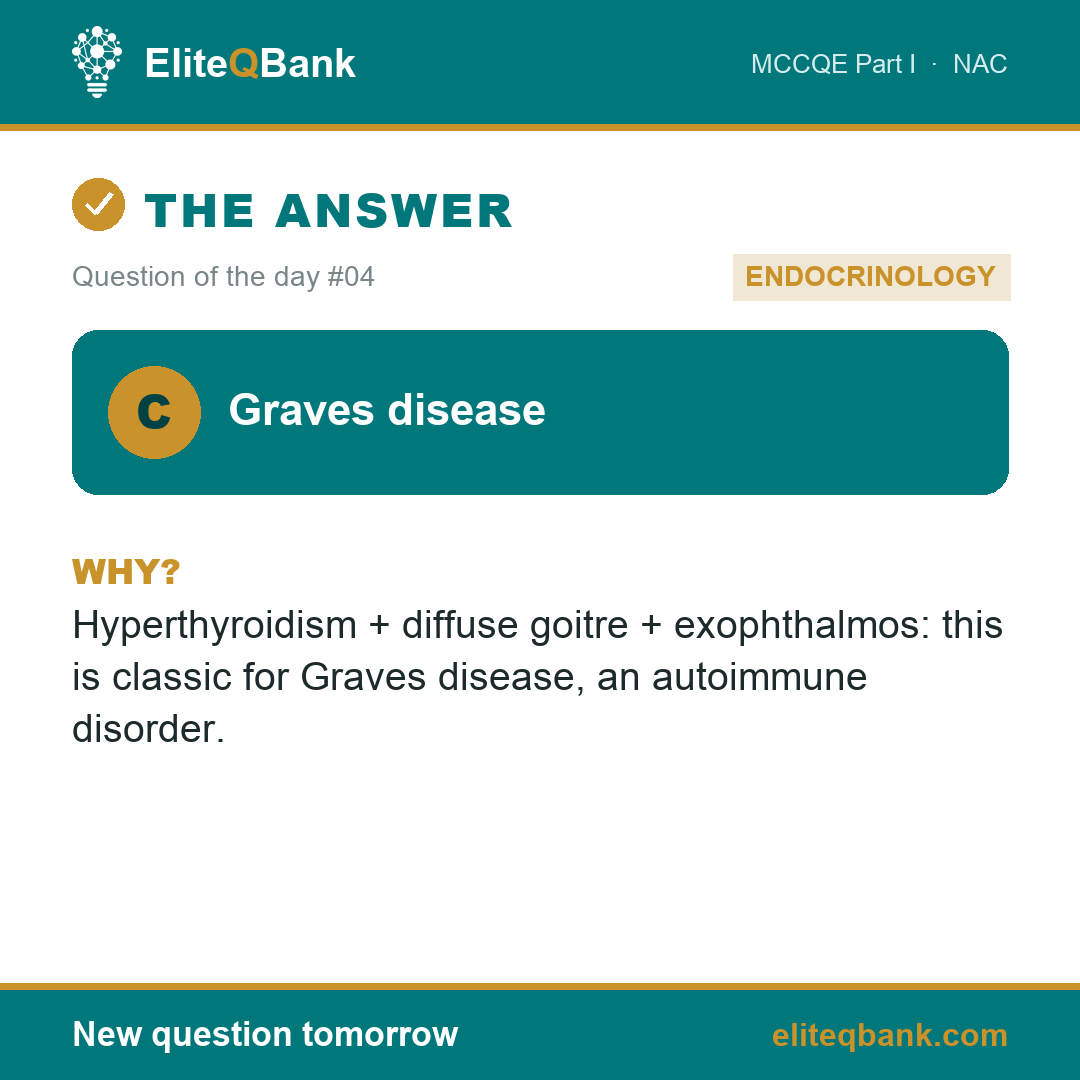 EliteQBank
MCCQE Part I · NAC
THE ANSWER
Question of the day #04
ENDOCRINOLOGY
C
Graves disease
WHY?
Hyperthyroidism + diffuse goitre + exophthalmos: this
is classic for Graves disease, an autoimmune
disorder.
New question tomorrow
eliteqbank.com